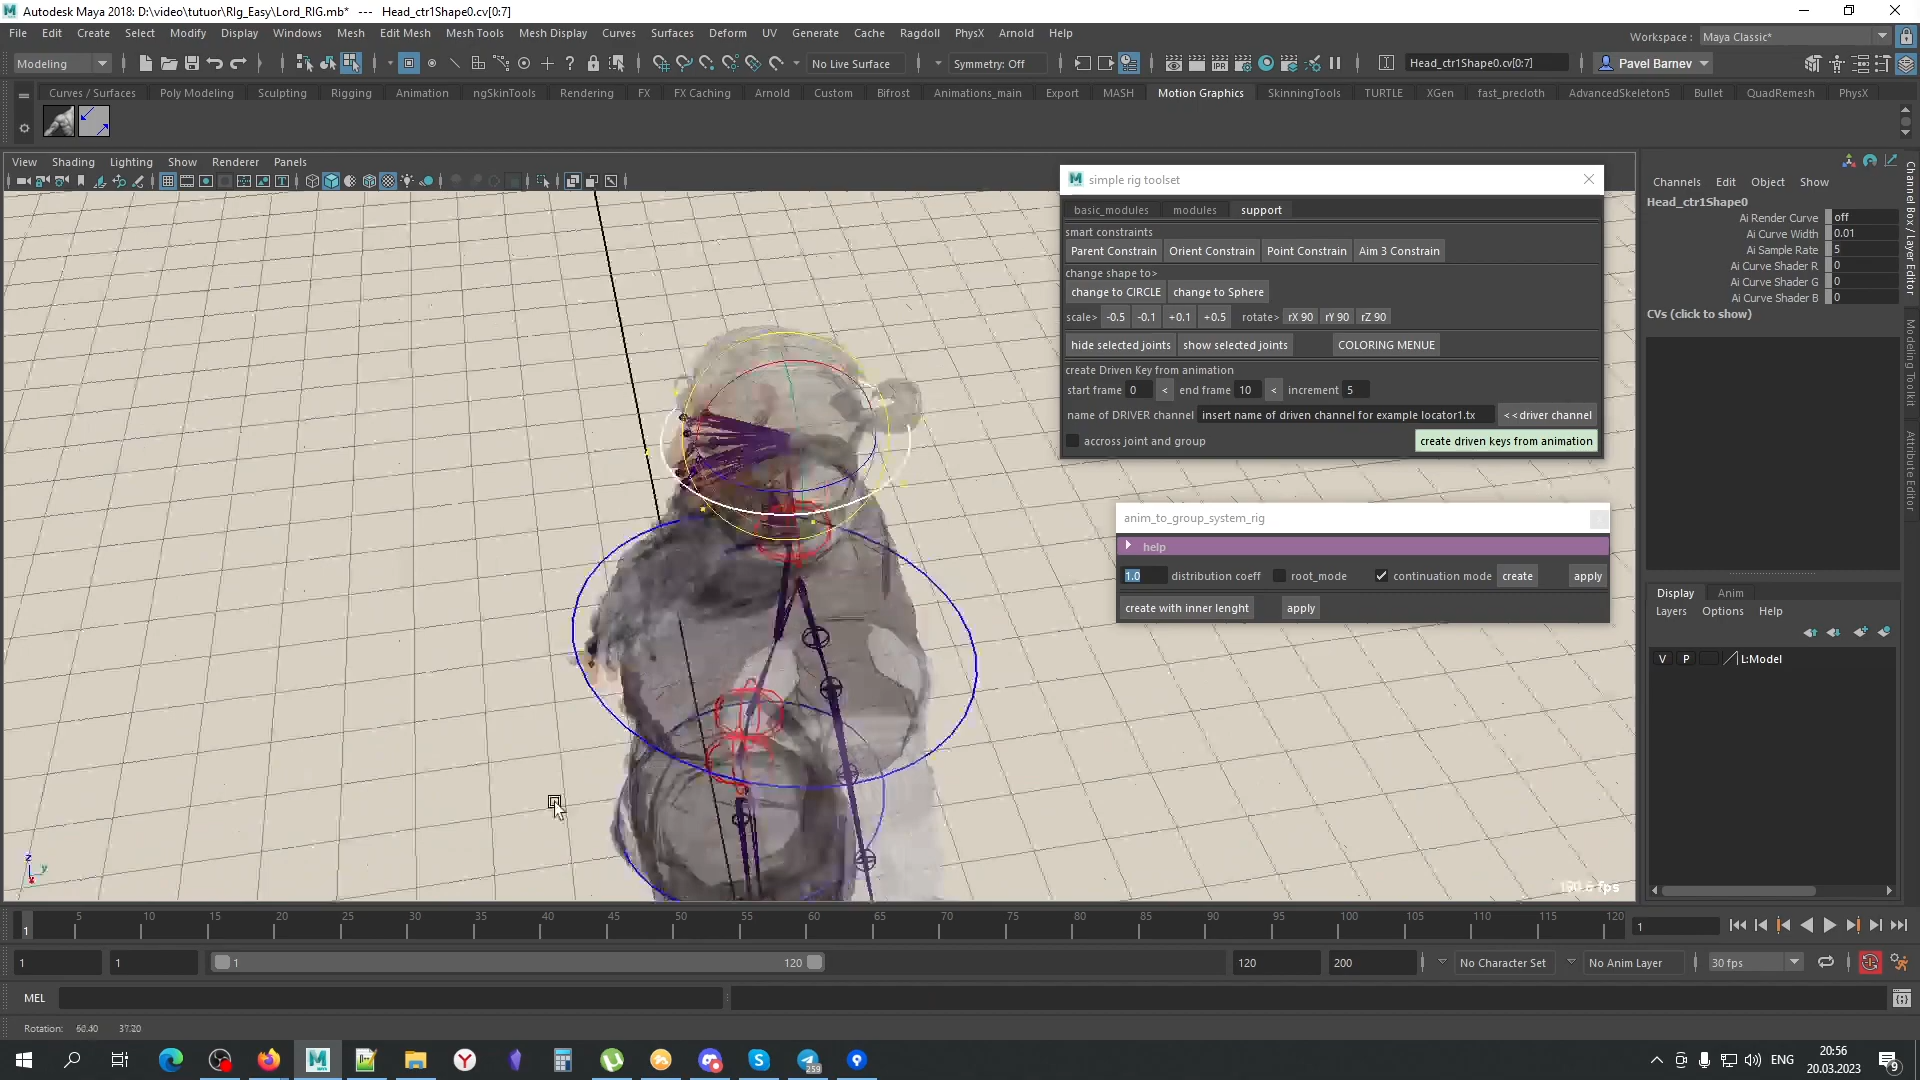 Autodesk Maya 2018: D:\video\tutuor\RIg_Easy\Lord_RIG.mb* --- Head_ctr1Shape0.cv[0:7]
File Edit Create Select Modify Display Windows Mesh Edit Mesh Mesh Tools Mesh Display Curves Surfaces Deform UV Generate Cache Ragdoll PhysX Arnold Help
Workspace : Maya Classic*
Modeling No Live Surface Symmetry: Off Head_ctr1Shape0.cv[0:7] Pavel Barnev
Curves / Surfaces Poly Modeling Sculpting Rigging Animation ngSkinTools Rendering FX FX Caching Arnold Custom Bifrost Animations_main Export MASH Motion Graphics SkinningTools TURTLE XGen fast_precloth AdvancedSkeleton5 Bullet QuadRemesh PhysX
View Shading Lighting Show Renderer Panels
simple rig toolset
basic_modules modules support
smart constraints
Parent Constrain Orient Constrain Point Constrain Aim 3 Constrain
change shape to>
change to CIRCLE change to Sphere
scale> -0.5 -0.1 +0.1 +0.5 rotate> rX 90 rY 90 rZ 90
hide selected joints show selected joints COLORING MENUE
create Driven Key from animation
start frame 0 < end frame 10 < increment 5
name of DRIVER channel insert name of driven channel for example locator1.tx <<driver channel
accross joint and group create driven keys from animation
anim_to_group_system_rig
help
1.0 distribution coeff root_mode continuation mode create apply
create with inner lenght apply
Channels Edit Object Show
Head_ctr1Shape0
Ai Render Curve off
Ai Curve Width 0.01
Ai Sample Rate 5
Ai Curve Shader R 0
Ai Curve Shader G 0
Ai Curve Shader B 0
CVs (click to show)
Channel Box / Layer Editor
Modeling Toolkit
Attribute Editor
Display Anim
Layers Options Help
V P L:Model
z y x
5 10 15 20 25 30 35 40 45 50 55 60 65 70 75 80 85 90 95 100 105 110 115 120
1 1
1 1 1 120 120 200 No Character Set No Anim Layer 30 fps
MEL
Rotation: 37.20
259
ENG 20:56
20.03.2023 9